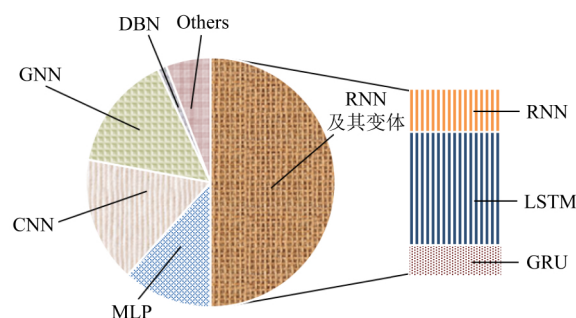 DBN
Others
GNN
RNN
及其变体
RNN
LSTM
CNN
GRU
MLP